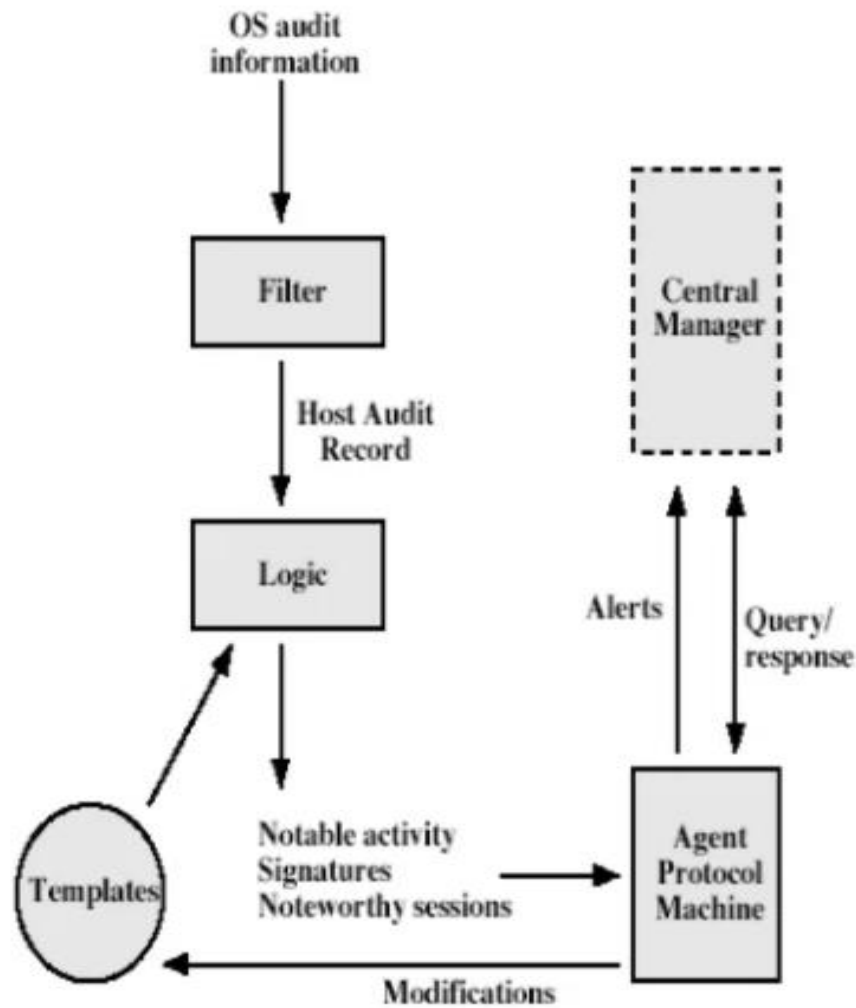 OS audit
information
Filter
Host Audit
Record
Logic
Templates
Notable activity
Signatures
Noteworthy sessions
Modifications
Central
Manager
Alerts
Query/
response
Agent
Protocol
Machine